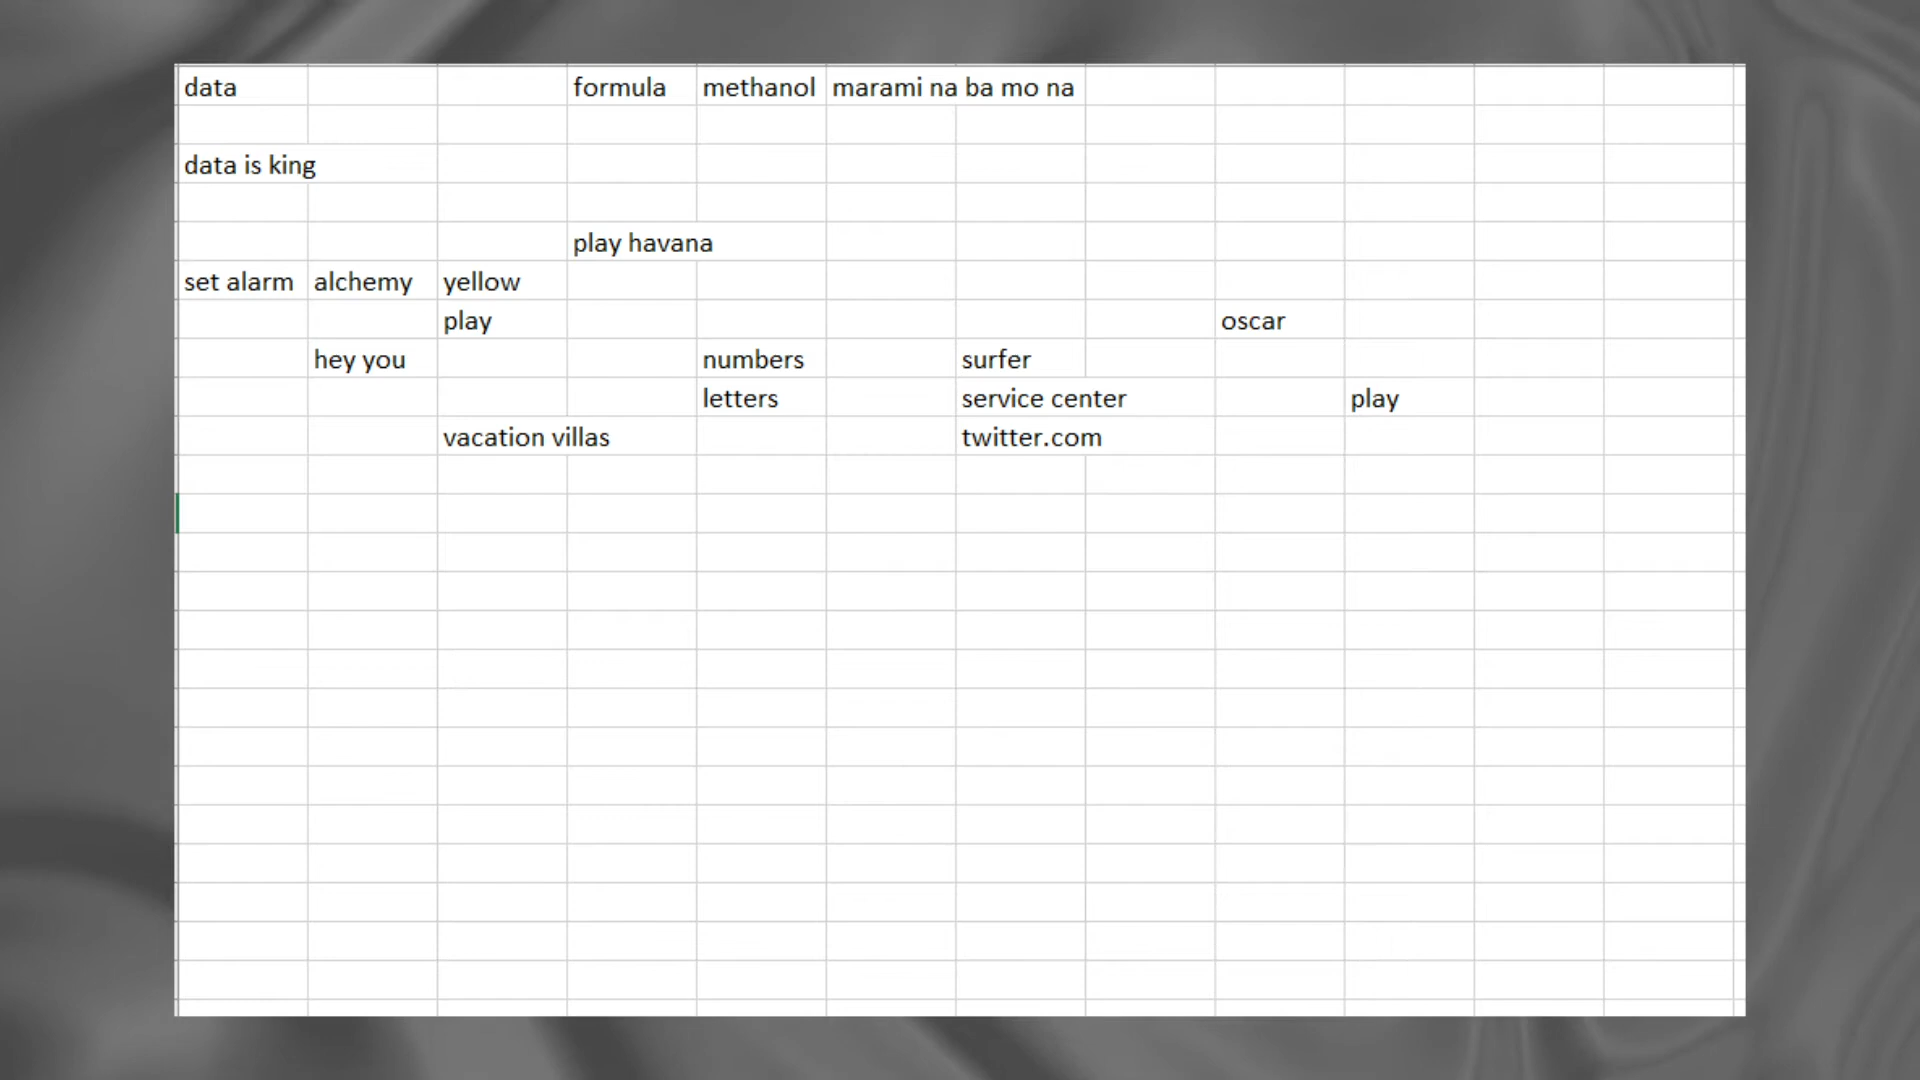 data formula methanol marami na ba mo na
data is king
play havana
set alarm alchemy yellow
play oscar
hey you numbers surfer
letters service center play
vacation villas twitter.com